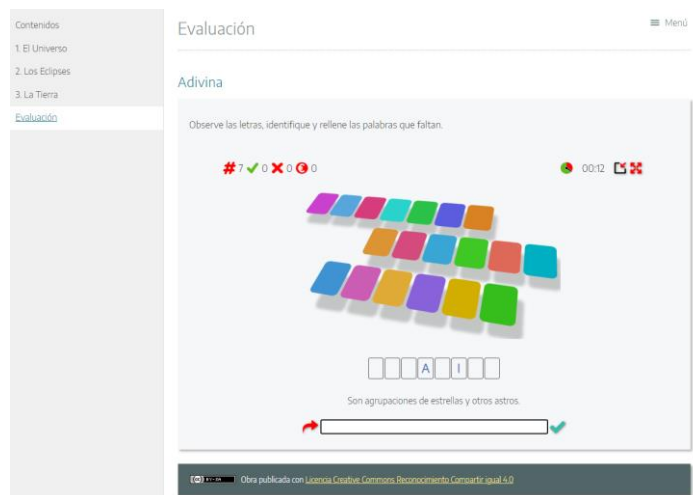 Contenidos
1. El Universo
2. Los Eclipses
3. La Tierra
Evaluación
Evaluación
Menú
Adivina
Observe las letras, identifique y rellene las palabras que faltan.
# 7 0 0 0
00:12
A I
Son agrupaciones de estrellas y otros astros.
Obra publicada con Licencia Creative Commons Reconocimiento Compartir igual 4.0